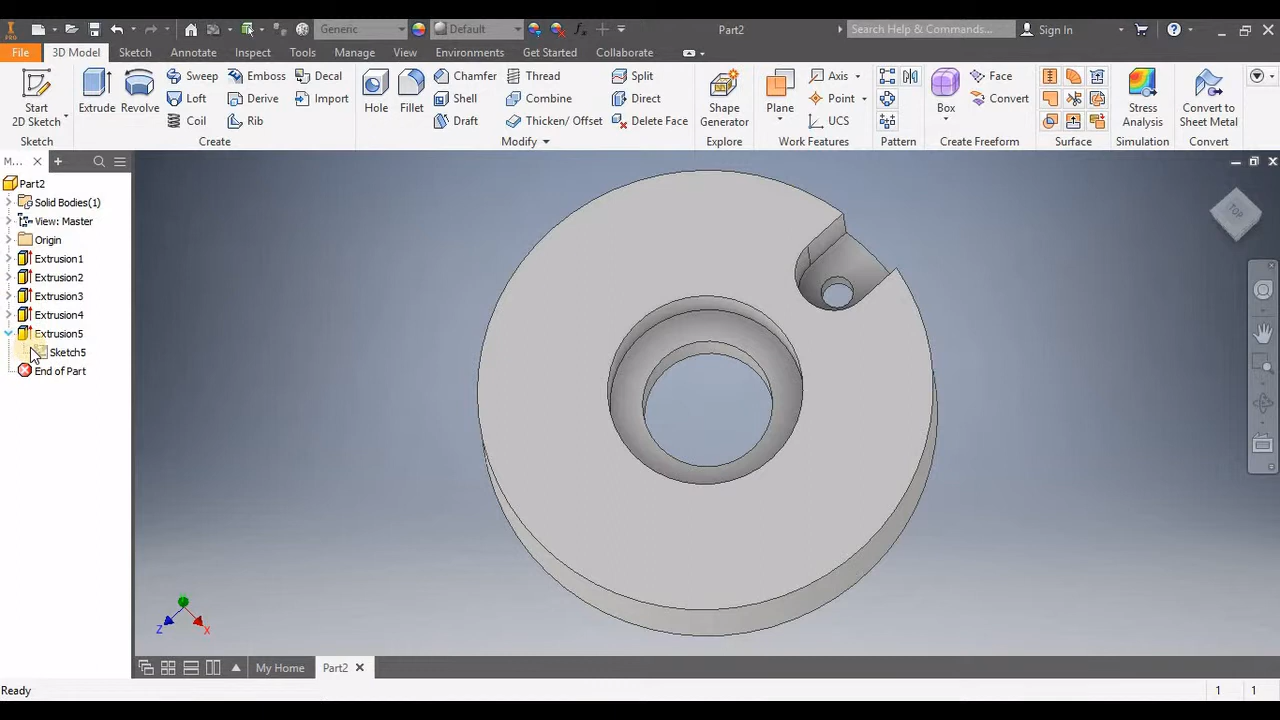 PRO
Generic
Default
Part2
Search Help & Commands...
Sign In
File
3D Model
Sketch
Annotate
Inspect
Tools
Manage
View
Environments
Get Started
Collaborate
Start
2D Sketch
Extrude
Revolve
Sweep
Loft
Coil
Emboss
Derive
Rib
Decal
Import
Hole
Fillet
Chamfer
Shell
Draft
Thread
Combine
Thicken/ Offset
Split
Direct
Delete Face
Shape
Generator
Plane
Axis
Point
UCS
Box
Face
Convert
Stress
Analysis
Convert to
Sheet Metal
Sketch
Create
Modify
Explore
Work Features
Pattern
Create Freeform
Surface
Simulation
Convert
M...
Part2
Solid Bodies(1)
View: Master
Origin
Extrusion1
Extrusion2
Extrusion3
Extrusion4
Extrusion5
Sketch5
End of Part
TOP
Z
X
My Home
Part2
Ready
1
1